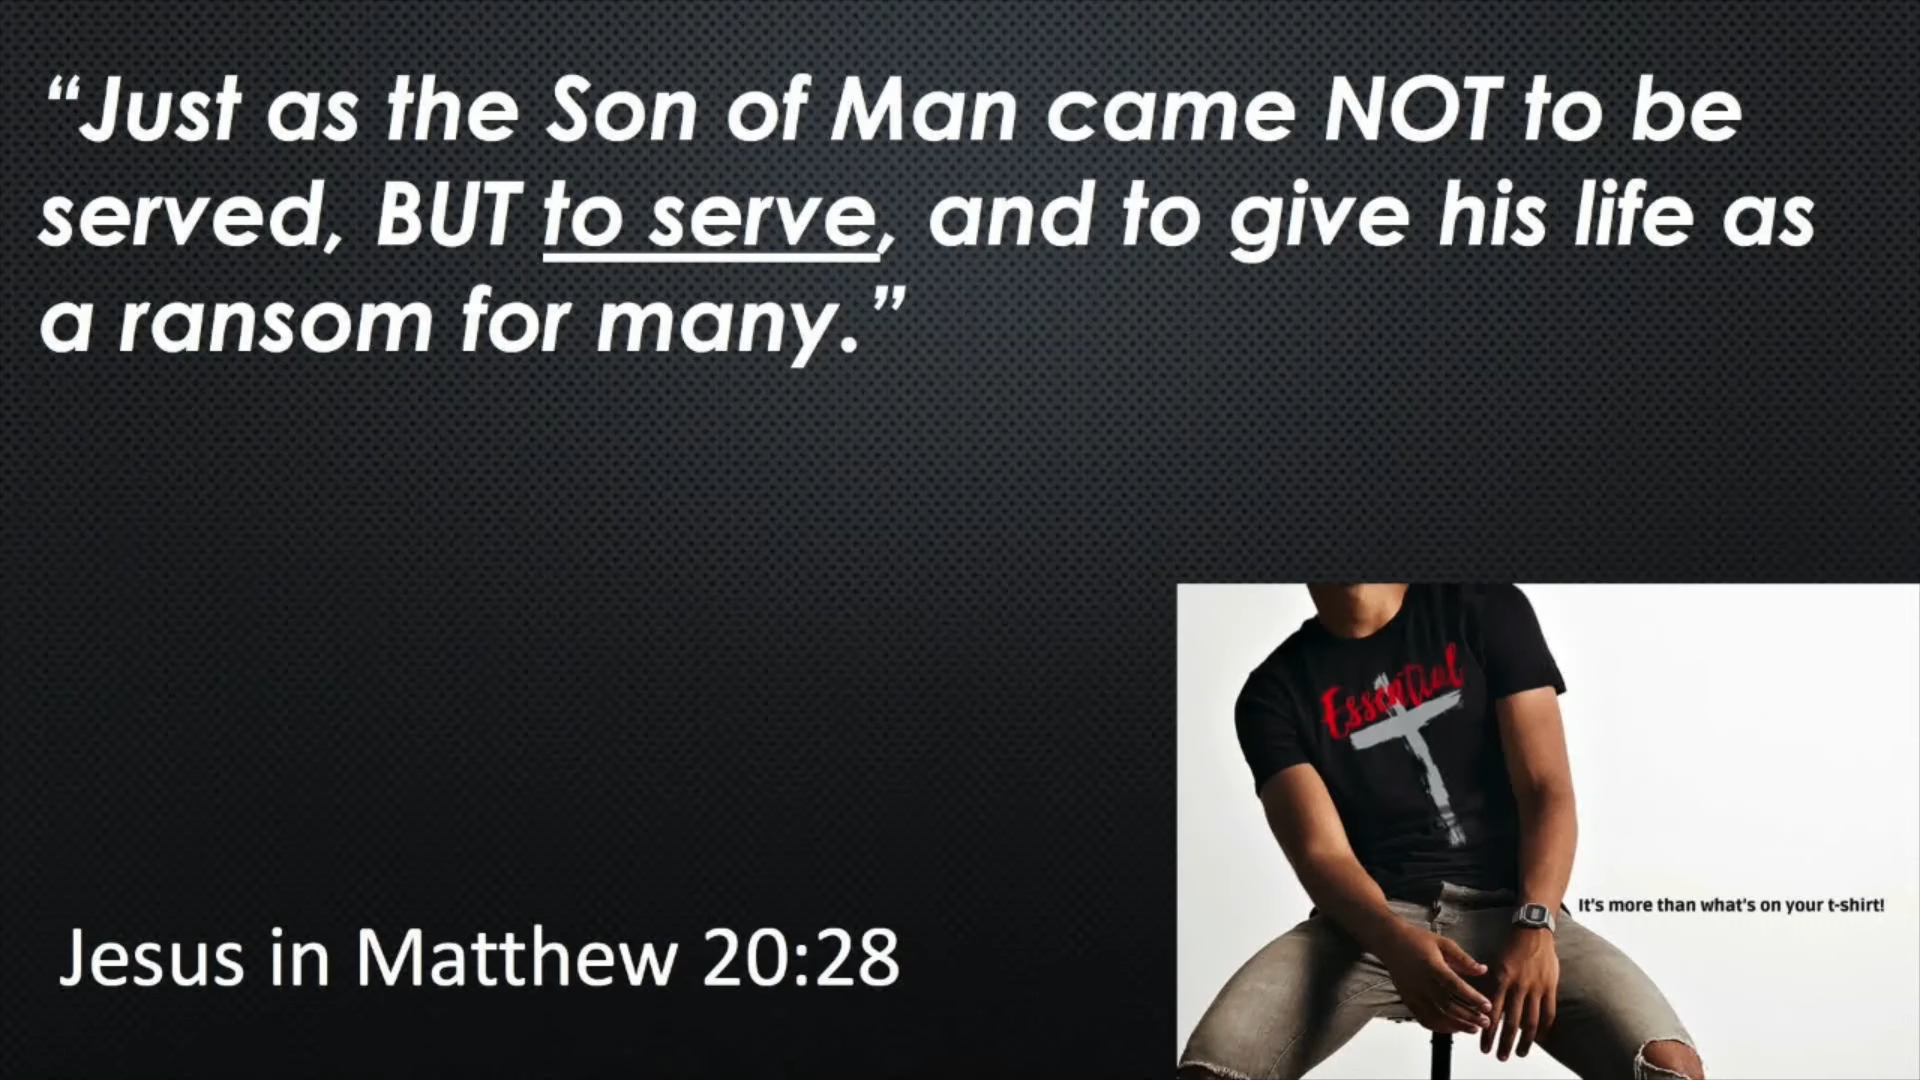 “Just as the Son of Man came NOT to be
served, BUT to serve, and to give his life as
a ransom for many.”
Essential
It's more than what's on your t-shirt!
Jesus in Matthew 20:28